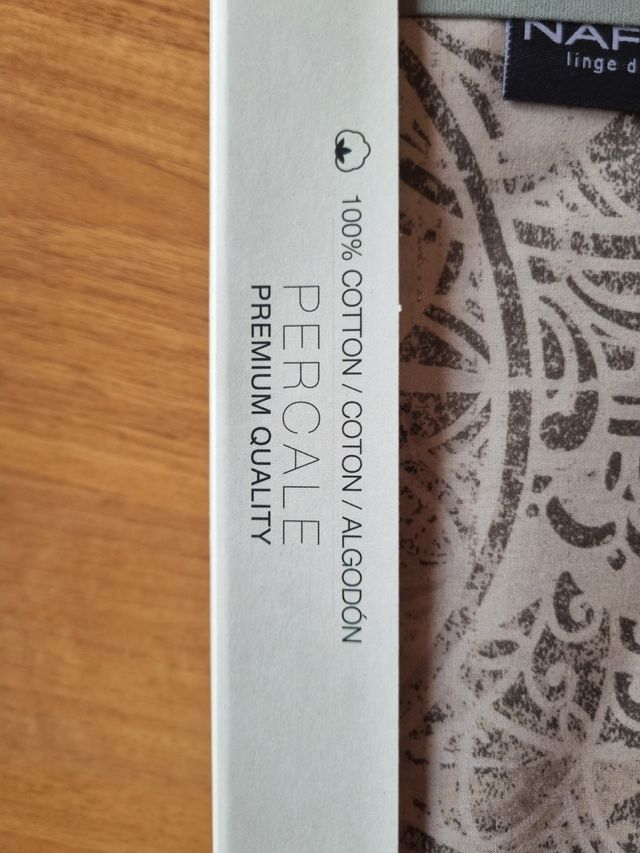 100% COTTON / COTON / ALGODÓN
PERCALE
PREMIUM QUALITY
linge